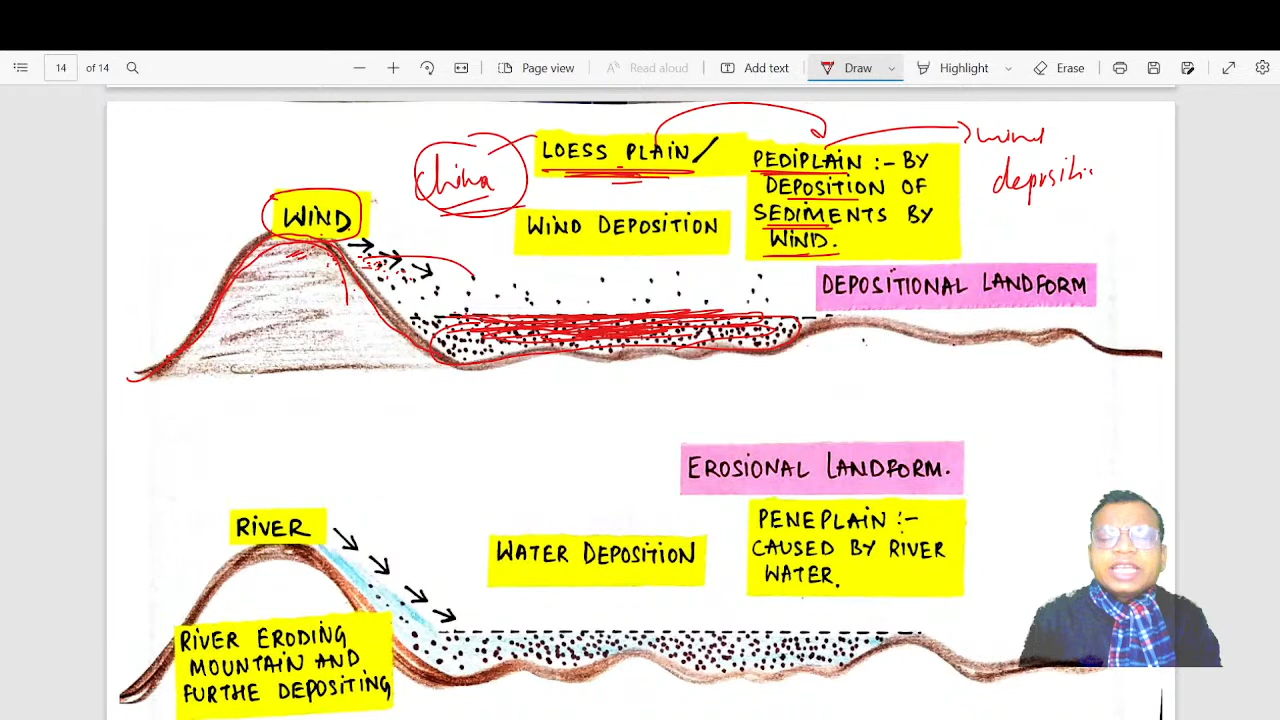 14 of 14
Page view
Read aloud
Add text
Draw
Highlight
Erase
China
LOESS PLAIN/
PEDIPLAIN :- BY
DEPOSITION OF
SEDIMENTS BY
WIND.
wind
depositi
WIND
WIND DEPOSITION
DEPOSITIONAL LANDFORM
EROSIONAL LANDFORM.
RIVER
WATER DEPOSITION
PENEPLAIN :-
CAUSED BY RIVER
WATER.
RIVER ERODING
MOUNTAIN AND
FURTHE DEPOSITING